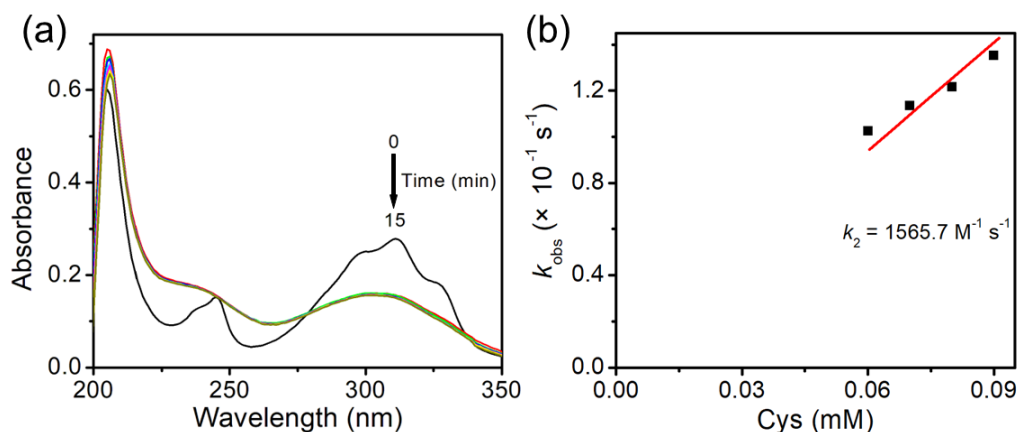 (a)
Absorbance
0.6
0.4
0.2
0.0
0
Time (min)
15
200
250
300
350
Wavelength (nm)
(b)
k_obs (× 10⁻¹ s⁻¹)
1.2
0.8
0.4
0.0
k₂ = 1565.7 M⁻¹ s⁻¹
0.00
0.03
0.06
0.09
Cys (mM)